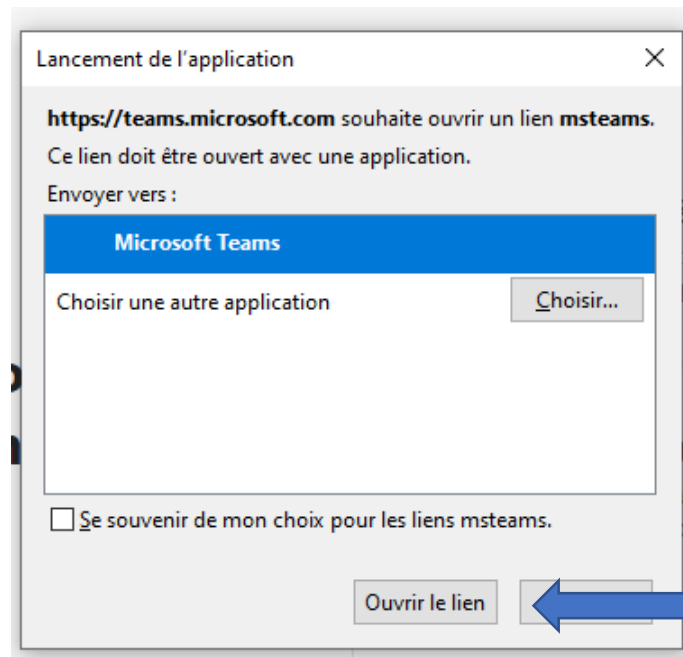 Lancement de l'application
https://teams.microsoft.com souhaite ouvrir un lien msteams.
Ce lien doit être ouvert avec une application.
Envoyer vers :
Microsoft Teams
Choisir une autre application Choisir...
Se souvenir de mon choix pour les liens msteams.
Ouvrir le lien